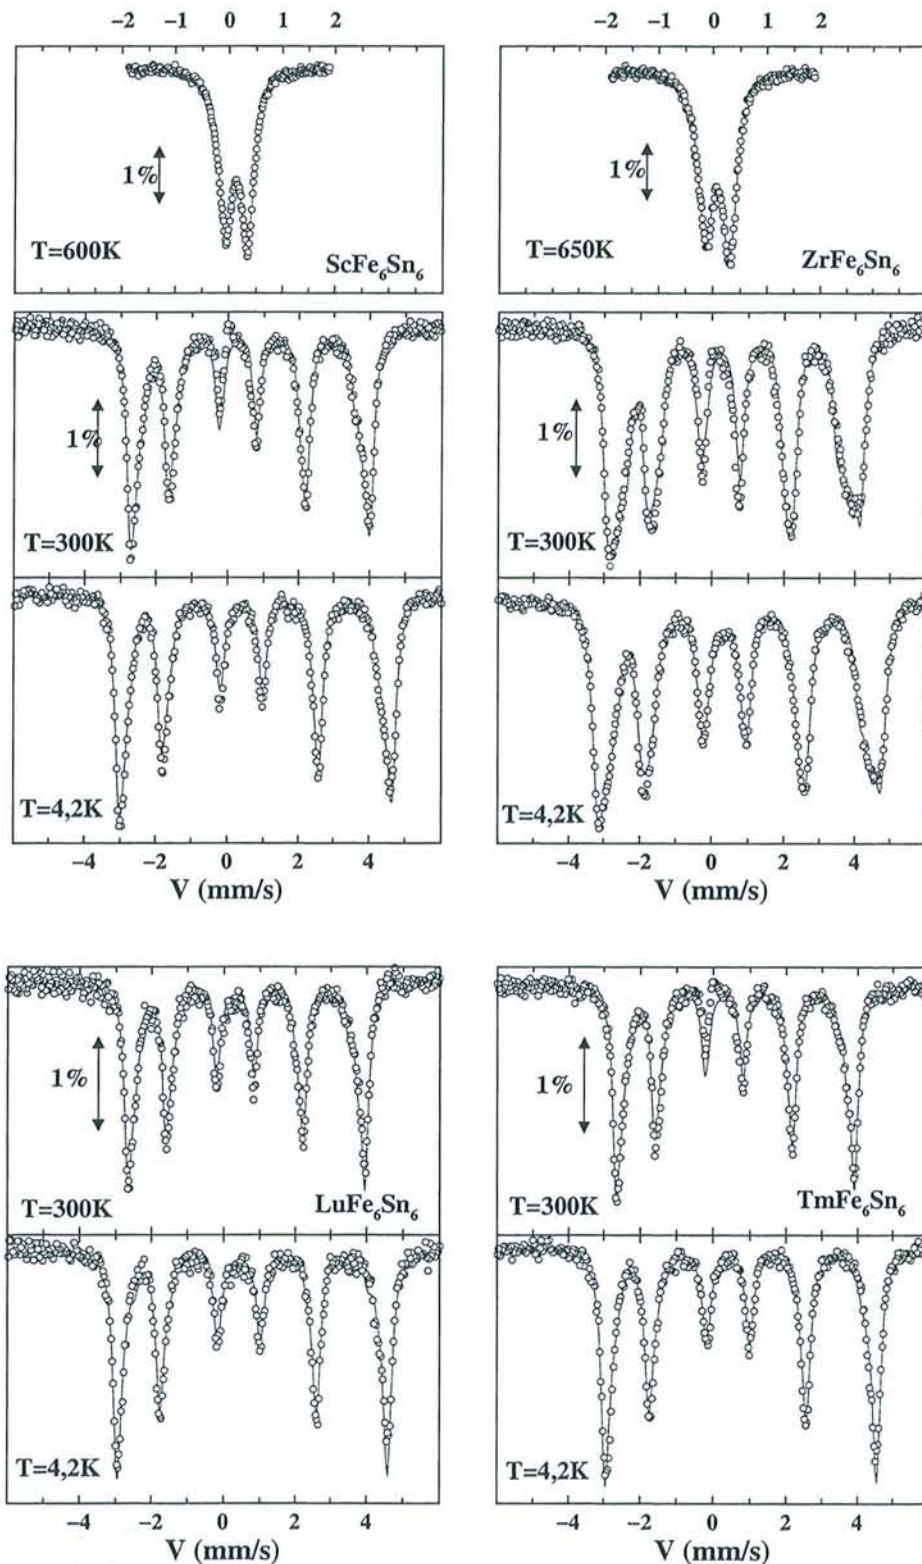 −2 −1 0 1 2
−2 −1 0 1 2
1%
T=600K
ScFe₆Sn₆
1%
T=650K
ZrFe₆Sn₆
1%
T=300K
1%
T=300K
T=4,2K
T=4,2K
−4 −2 0 2 4
V (mm/s)
−4 −2 0 2 4
V (mm/s)
1%
T=300K
LuFe₆Sn₆
1%
T=300K
TmFe₆Sn₆
T=4,2K
T=4,2K
−4 −2 0 2 4
V (mm/s)
−4 −2 0 2 4
V (mm/s)